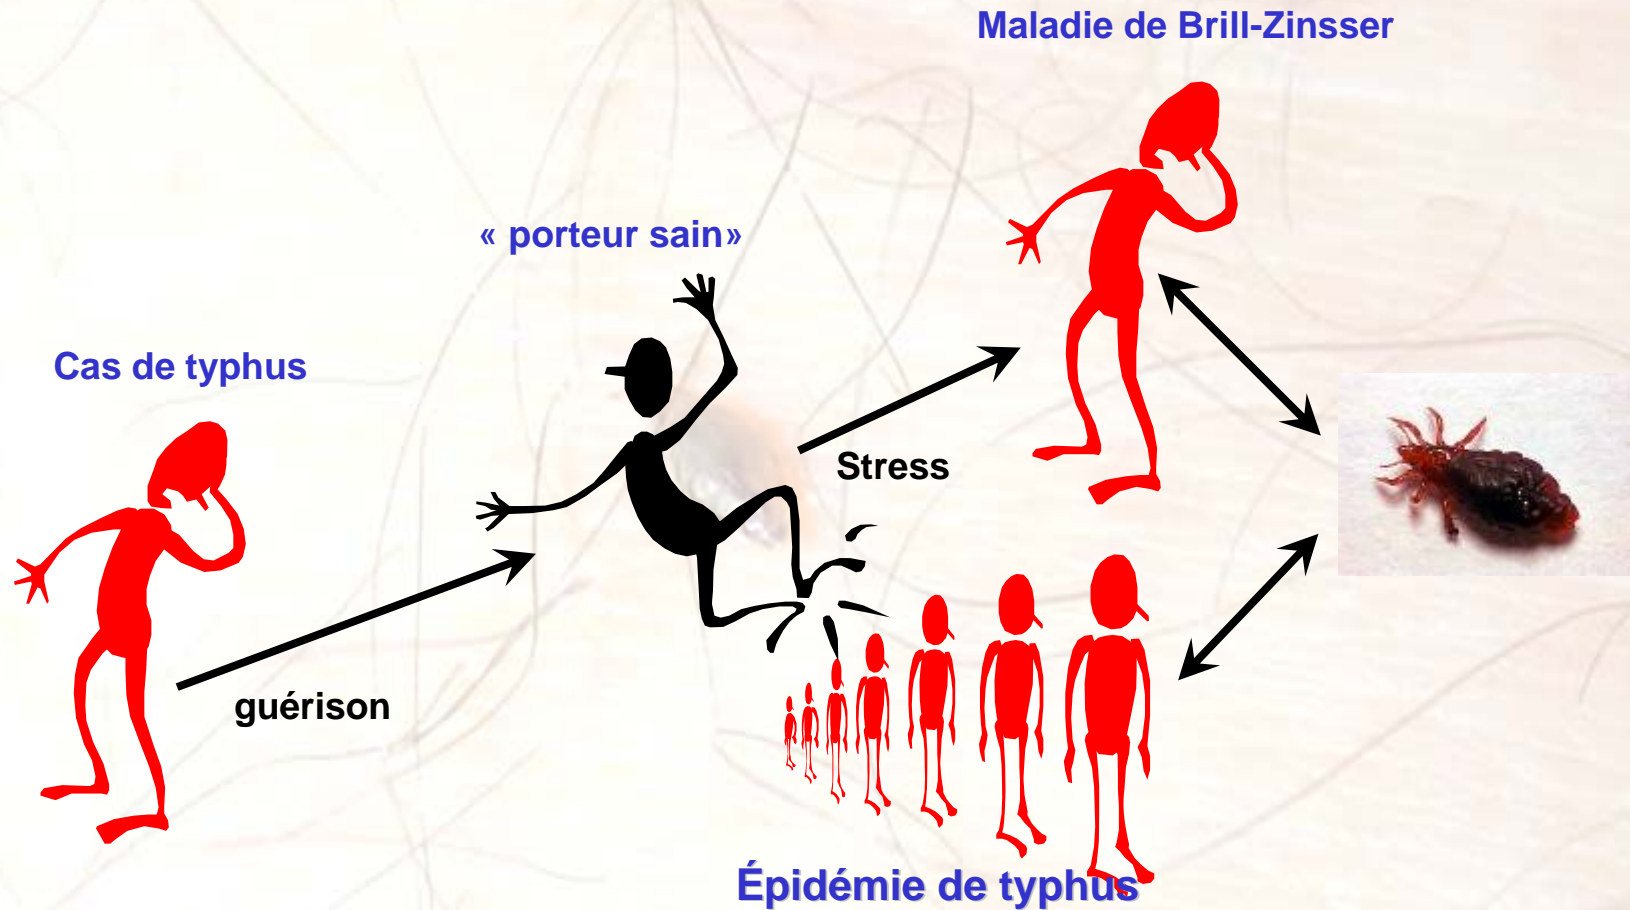 Maladie de Brill-Zinsser
« porteur sain»
Cas de typhus
Stress
guérison
Épidémie de typhus